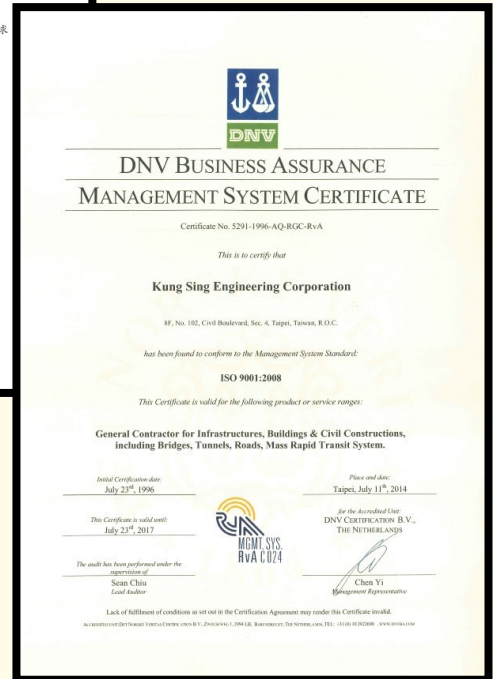 球
DNV
DNV BUSINESS ASSURANCE
MANAGEMENT SYSTEM CERTIFICATE
Certificate No. 5291-1996-AQ-RGC-RvA
This is to certify that
Kung Sing Engineering Corporation
8F, No. 102, Civil Boulevard, Sec. 4, Taipei, Taiwan, R.O.C.
has been found to conform to the Management System Standard:
ISO 9001:2008
This Certificate is valid for the following product or service ranges:
General Contractor for Infrastructures, Buildings & Civil Constructions,
including Bridges, Tunnels, Roads, Mass Rapid Transit System.
Initial Certification date:
July 23rd, 1996
Place and date:
Taipei, July 11th, 2014
This Certificate is valid until:
July 23rd, 2017
for the Accredited Unit:
DNV CERTIFICATION B.V.,
THE NETHERLANDS
RvA
MGMT. SYS.
RvA C 024
The audit has been performed under the
supervision of
Sean Chiu
Lead Auditor
Chen Yi
Management Representative
Lack of fulfilment of conditions as set out in the Certification Agreement may render this Certificate invalid.